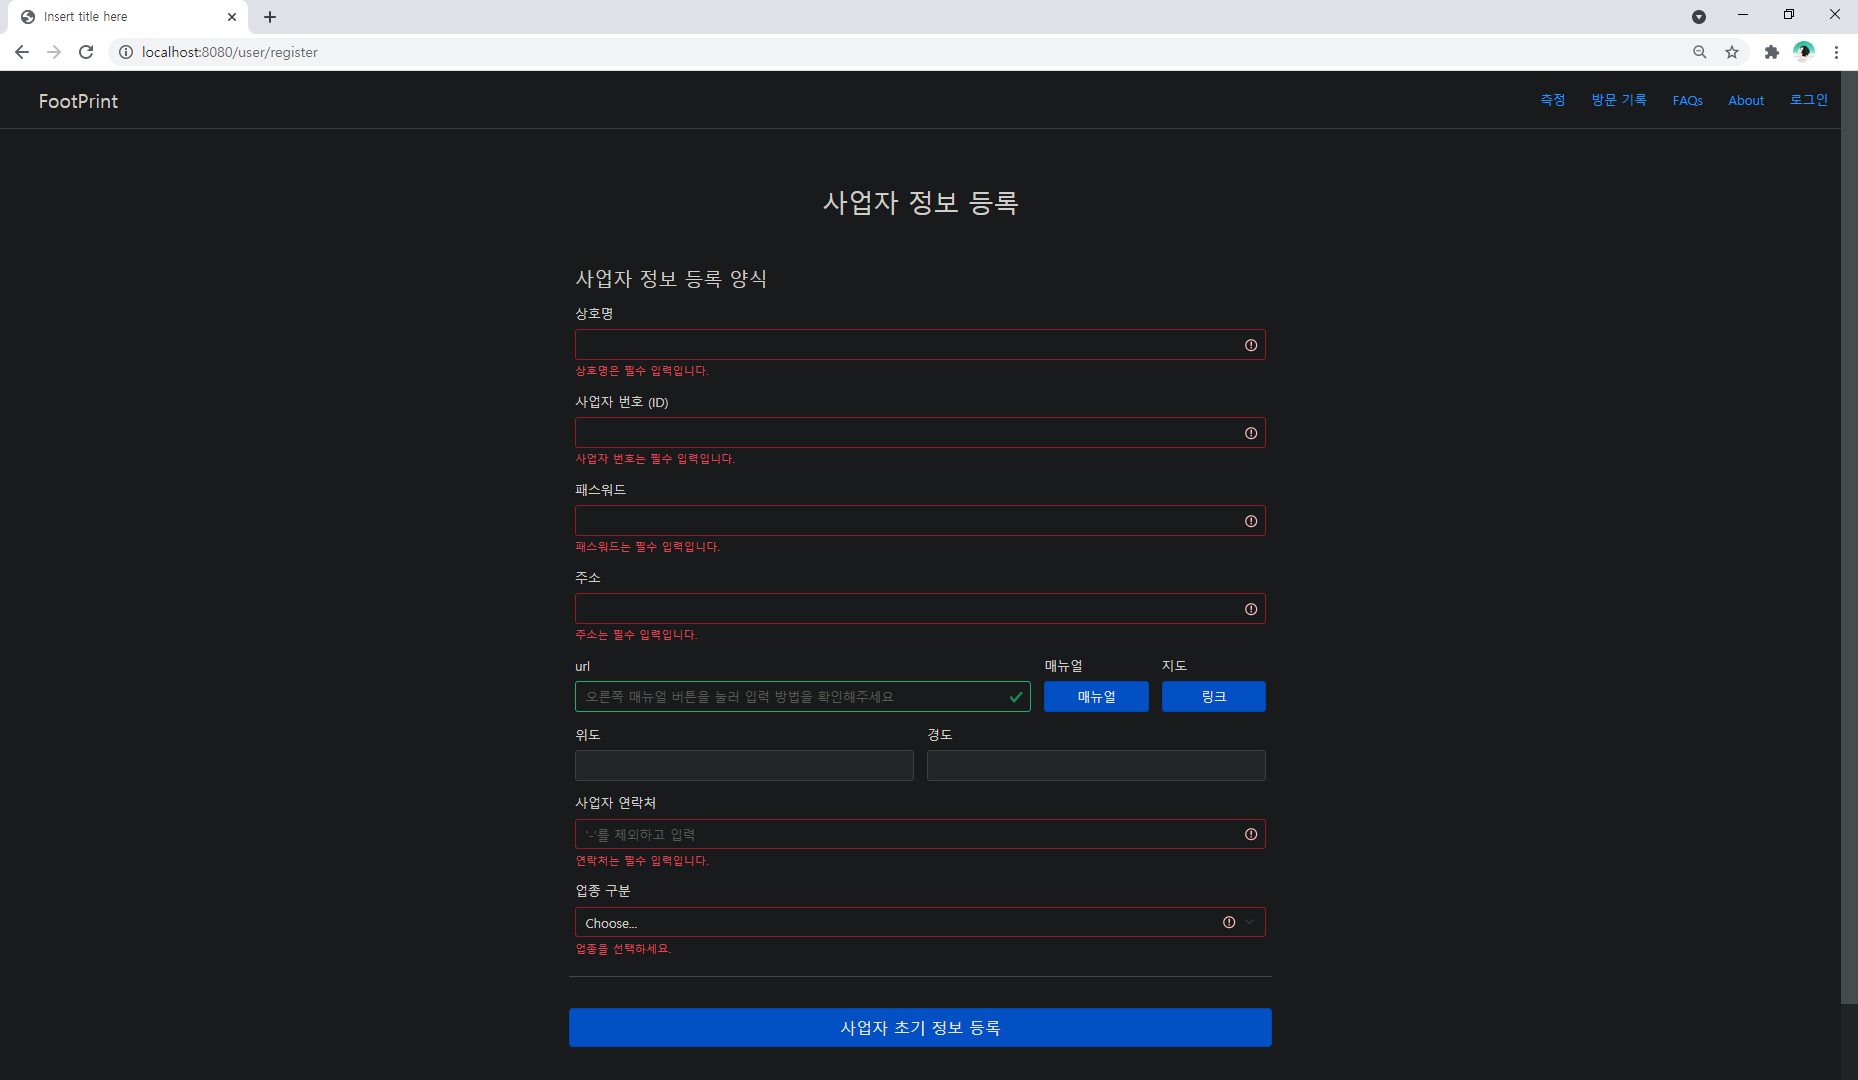 Insert title here
localhost:8080/user/register
FootPrint
측정 방문 기록 FAQs About 로그인
사업자 정보 등록
사업자 정보 등록 양식
상호명
상호명은 필수 입력입니다.
사업자 번호 (ID)
사업자 번호는 필수 입력입니다.
패스워드
패스워드는 필수 입력입니다.
주소
주소는 필수 입력입니다.
url 매뉴얼 지도
오른쪽 매뉴얼 버튼을 눌러 입력 방법을 확인해주세요 매뉴얼 링크
위도 경도
사업자 연락처
'-'를 제외하고 입력
연락처는 필수 입력입니다.
업종 구분
Choose...
업종을 선택하세요.
사업자 초기 정보 등록